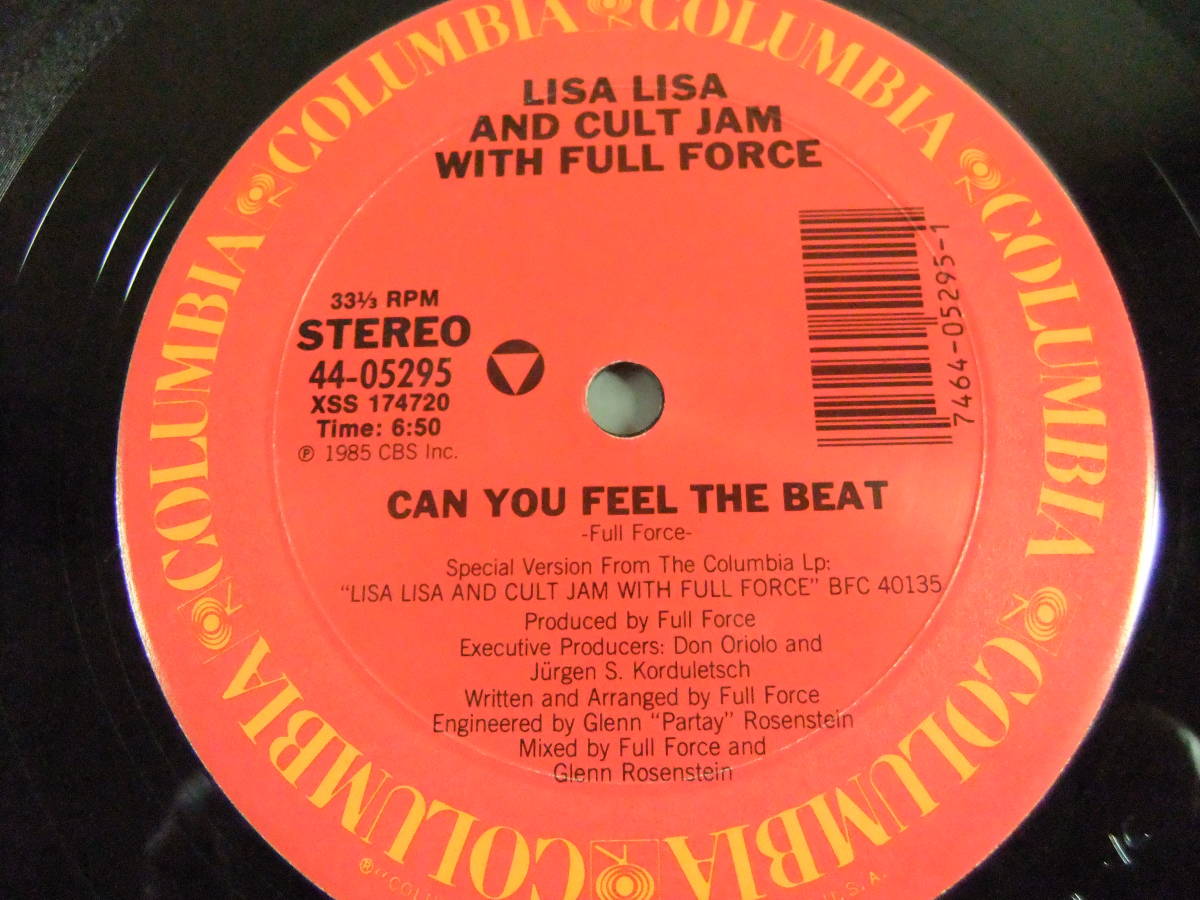 COLUMBIA COLUMBIA COLUMBIA COLUMBIA COLUMBIA COLUMBIA COLUMBIA COLUMBIA
LISA LISA
AND CULT JAM
WITH FULL FORCE
33⅓ RPM
STEREO
44-05295
XSS 174720
Time: 6:50
℗ 1985 CBS Inc.
7464-05295-1
CAN YOU FEEL THE BEAT
-Full Force-
Special Version From The Columbia Lp:
"LISA LISA AND CULT JAM WITH FULL FORCE" BFC 40135
Produced by Full Force
Executive Producers: Don Oriolo and
Jürgen S. Korduletsch
Written and Arranged by Full Force
Engineered by Glenn "Partay" Rosenstein
Mixed by Full Force and
Glenn Rosenstein